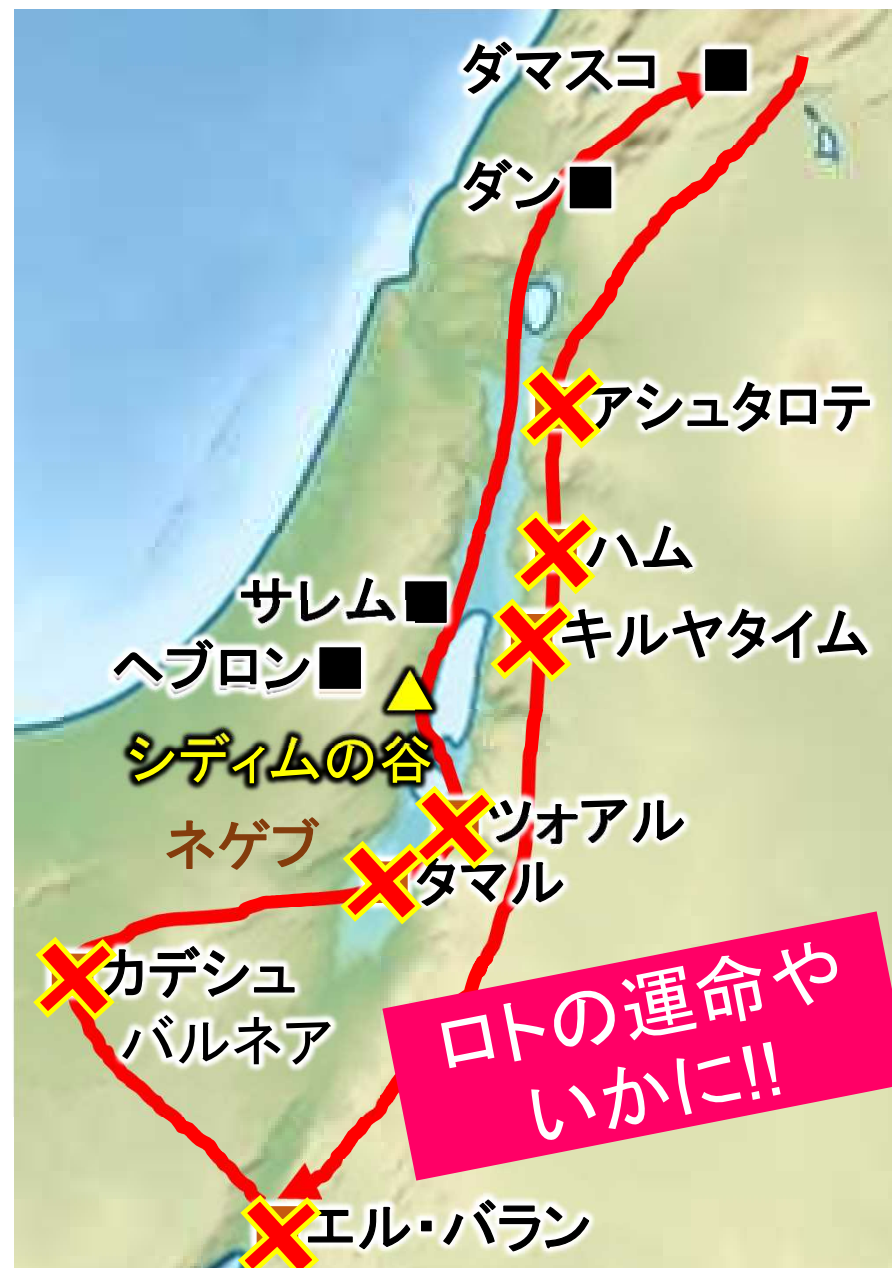 ダマスコ
ダン
アシュタロテ
ハム
サレム
キルヤタイム
ヘブロン
シディムの谷
ツォアル
ネゲブ
タマル
カデシュ
バルネア
ロトの運命や
いかに!!
エル・バラン